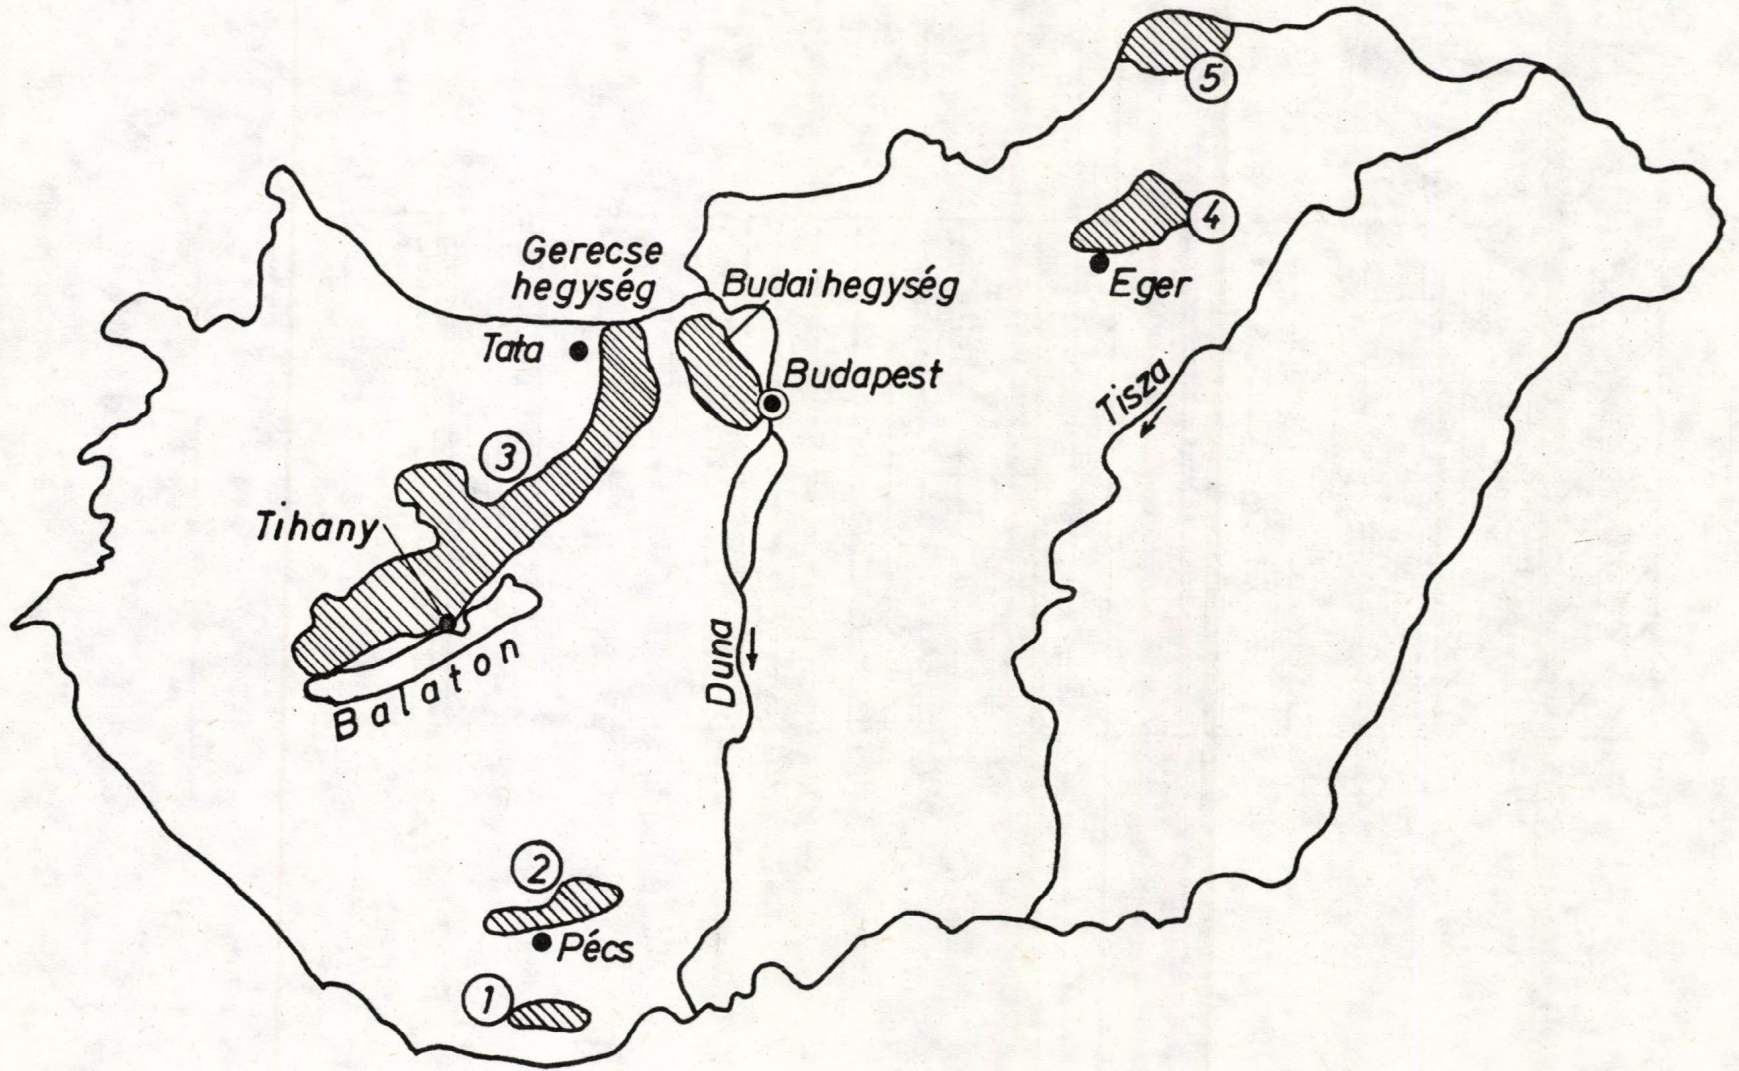 5
4
Eger
Gerecse
hegység
Budai hegység
Tata
Budapest
Tisza
3
Tihany
Balaton
Duna
2
Pécs
1